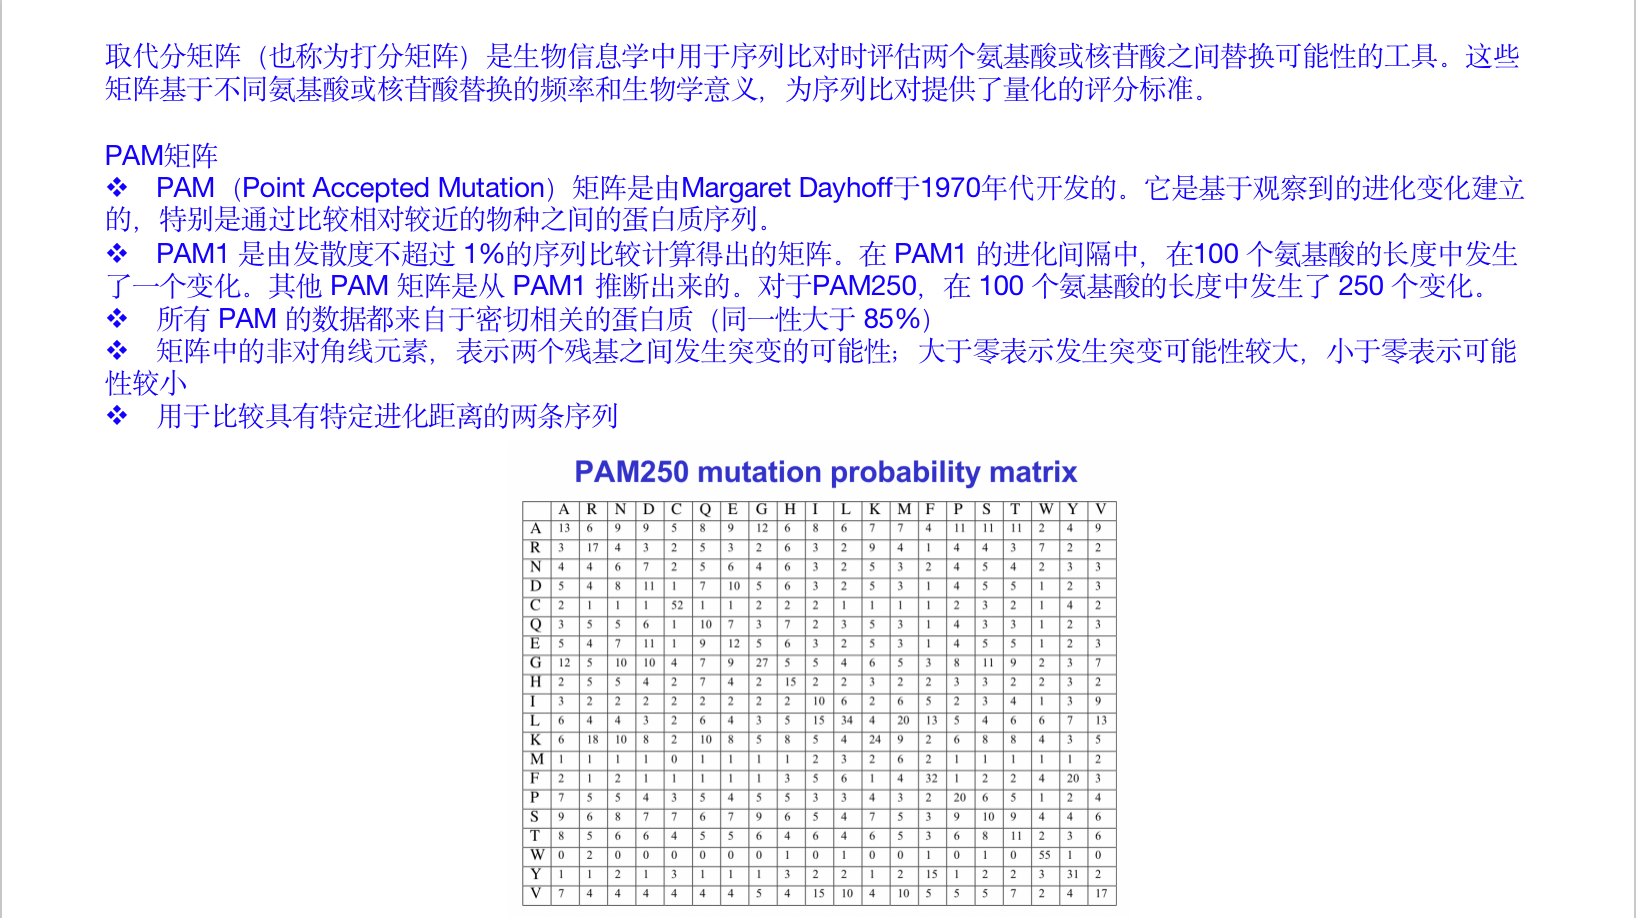 取代分矩阵（也称为打分矩阵）是生物信息学中用于序列比对时评估两个氨基酸或核苷酸之间替换可能性的工具。这些
矩阵基于不同氨基酸或核苷酸替换的频率和生物学意义，为序列比对提供了量化的评分标准。
PAM矩阵
❖ PAM（Point Accepted Mutation）矩阵是由Margaret Dayhoff于1970年代开发的。它是基于观察到的进化变化建立
的，特别是通过比较相对较近的物种之间的蛋白质序列。
❖ PAM1 是由发散度不超过 1%的序列比较计算得出的矩阵。在 PAM1 的进化间隔中，在100 个氨基酸的长度中发生
了一个变化。其他 PAM 矩阵是从 PAM1 推断出来的。对于PAM250，在 100 个氨基酸的长度中发生了 250 个变化。
❖ 所有 PAM 的数据都来自于密切相关的蛋白质（同一性大于 85%）
❖ 矩阵中的非对角线元素，表示两个残基之间发生突变的可能性；大于零表示发生突变可能性较大，小于零表示可能
性较小
❖ 用于比较具有特定进化距离的两条序列
PAM250 mutation probability matrix
A R N D C Q E G H I L K M F P S T W Y V
A 13 6 9 9 5 8 9 12 6 8 6 7 7 4 11 11 11 2 4 9
R 3 17 4 3 2 5 3 2 6 3 2 9 4 1 4 4 3 7 2 2
N 4 4 6 7 2 5 6 4 6 3 2 5 3 2 4 5 4 2 3 3
D 5 4 8 11 1 7 10 5 6 3 2 5 3 1 4 5 5 1 2 3
C 2 1 1 1 52 1 1 2 2 2 1 1 1 1 2 3 2 1 4 2
Q 3 5 5 6 1 10 7 3 7 2 3 5 3 1 4 3 3 1 2 3
E 5 4 7 11 1 9 12 5 6 3 2 5 3 1 4 5 5 1 2 3
G 12 5 10 10 4 7 9 27 5 5 4 6 5 3 8 11 9 2 3 7
H 2 5 5 4 2 7 4 2 15 2 2 3 2 2 3 3 2 2 3 2
I 3 2 2 2 2 2 2 2 2 10 6 2 6 5 2 3 4 1 3 9
L 6 4 4 3 2 6 4 3 5 15 34 4 20 13 5 4 6 6 7 13
K 6 18 10 8 2 10 8 5 8 5 4 24 9 2 6 8 8 4 3 5
M 1 1 1 1 0 1 1 1 1 2 3 2 6 2 1 1 1 1 1 2
F 2 1 2 1 1 1 1 1 3 5 6 1 4 32 1 2 2 4 20 3
P 7 5 5 4 3 5 4 5 5 3 3 4 3 2 20 6 5 1 2 4
S 9 6 8 7 7 6 7 9 6 5 4 7 5 3 9 10 9 4 4 6
T 8 5 6 6 4 5 5 6 4 6 4 6 5 3 6 8 11 2 3 6
W 0 2 0 0 0 0 0 0 1 0 1 0 0 1 0 1 0 55 1 0
Y 1 1 2 1 3 1 1 1 3 2 2 1 2 15 1 2 2 3 31 2
V 7 4 4 4 4 4 4 5 4 15 10 4 10 5 5 5 7 2 4 17